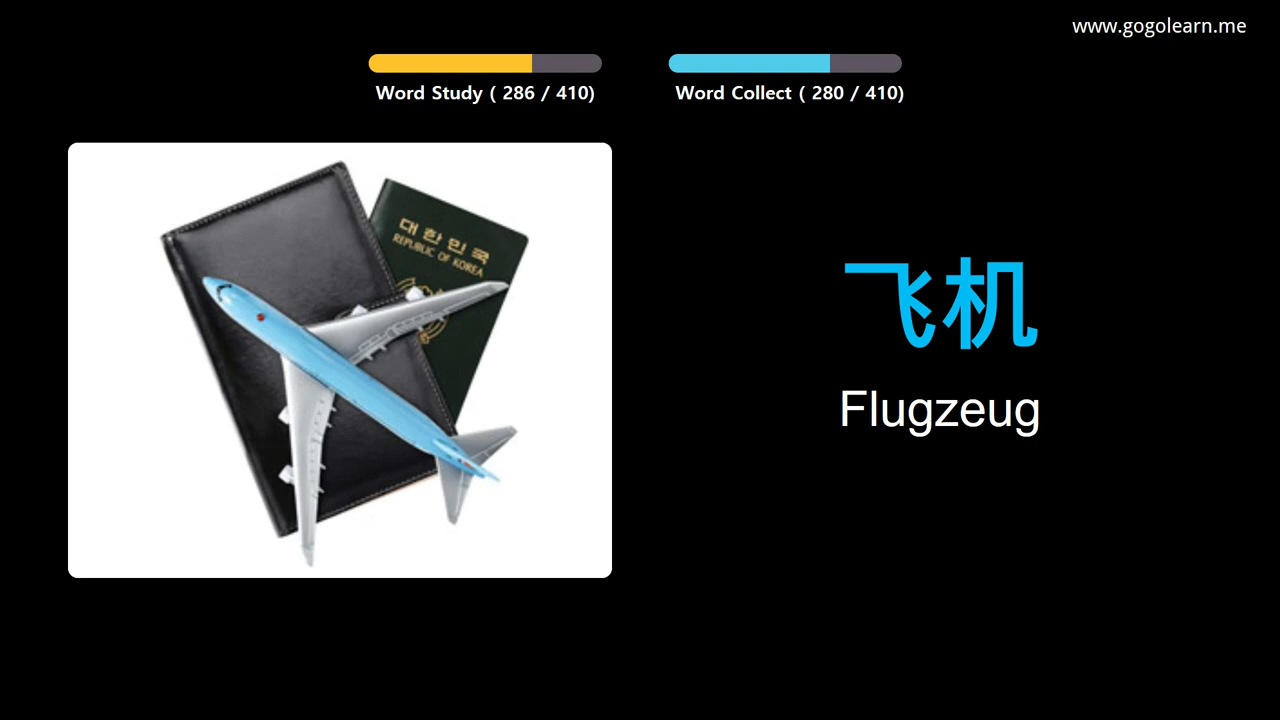 www.gogolearn.me
Word Study ( 286 / 410)
Word Collect ( 280 / 410)
대한민국
REPUBLIC OF KOREA
飞机
Flugzeug